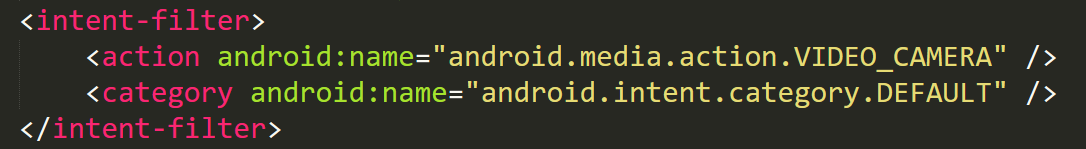 <intent-filter>
    <action android:name="android.media.action.VIDEO_CAMERA" />
    <category android:name="android.intent.category.DEFAULT" />
</intent-filter>